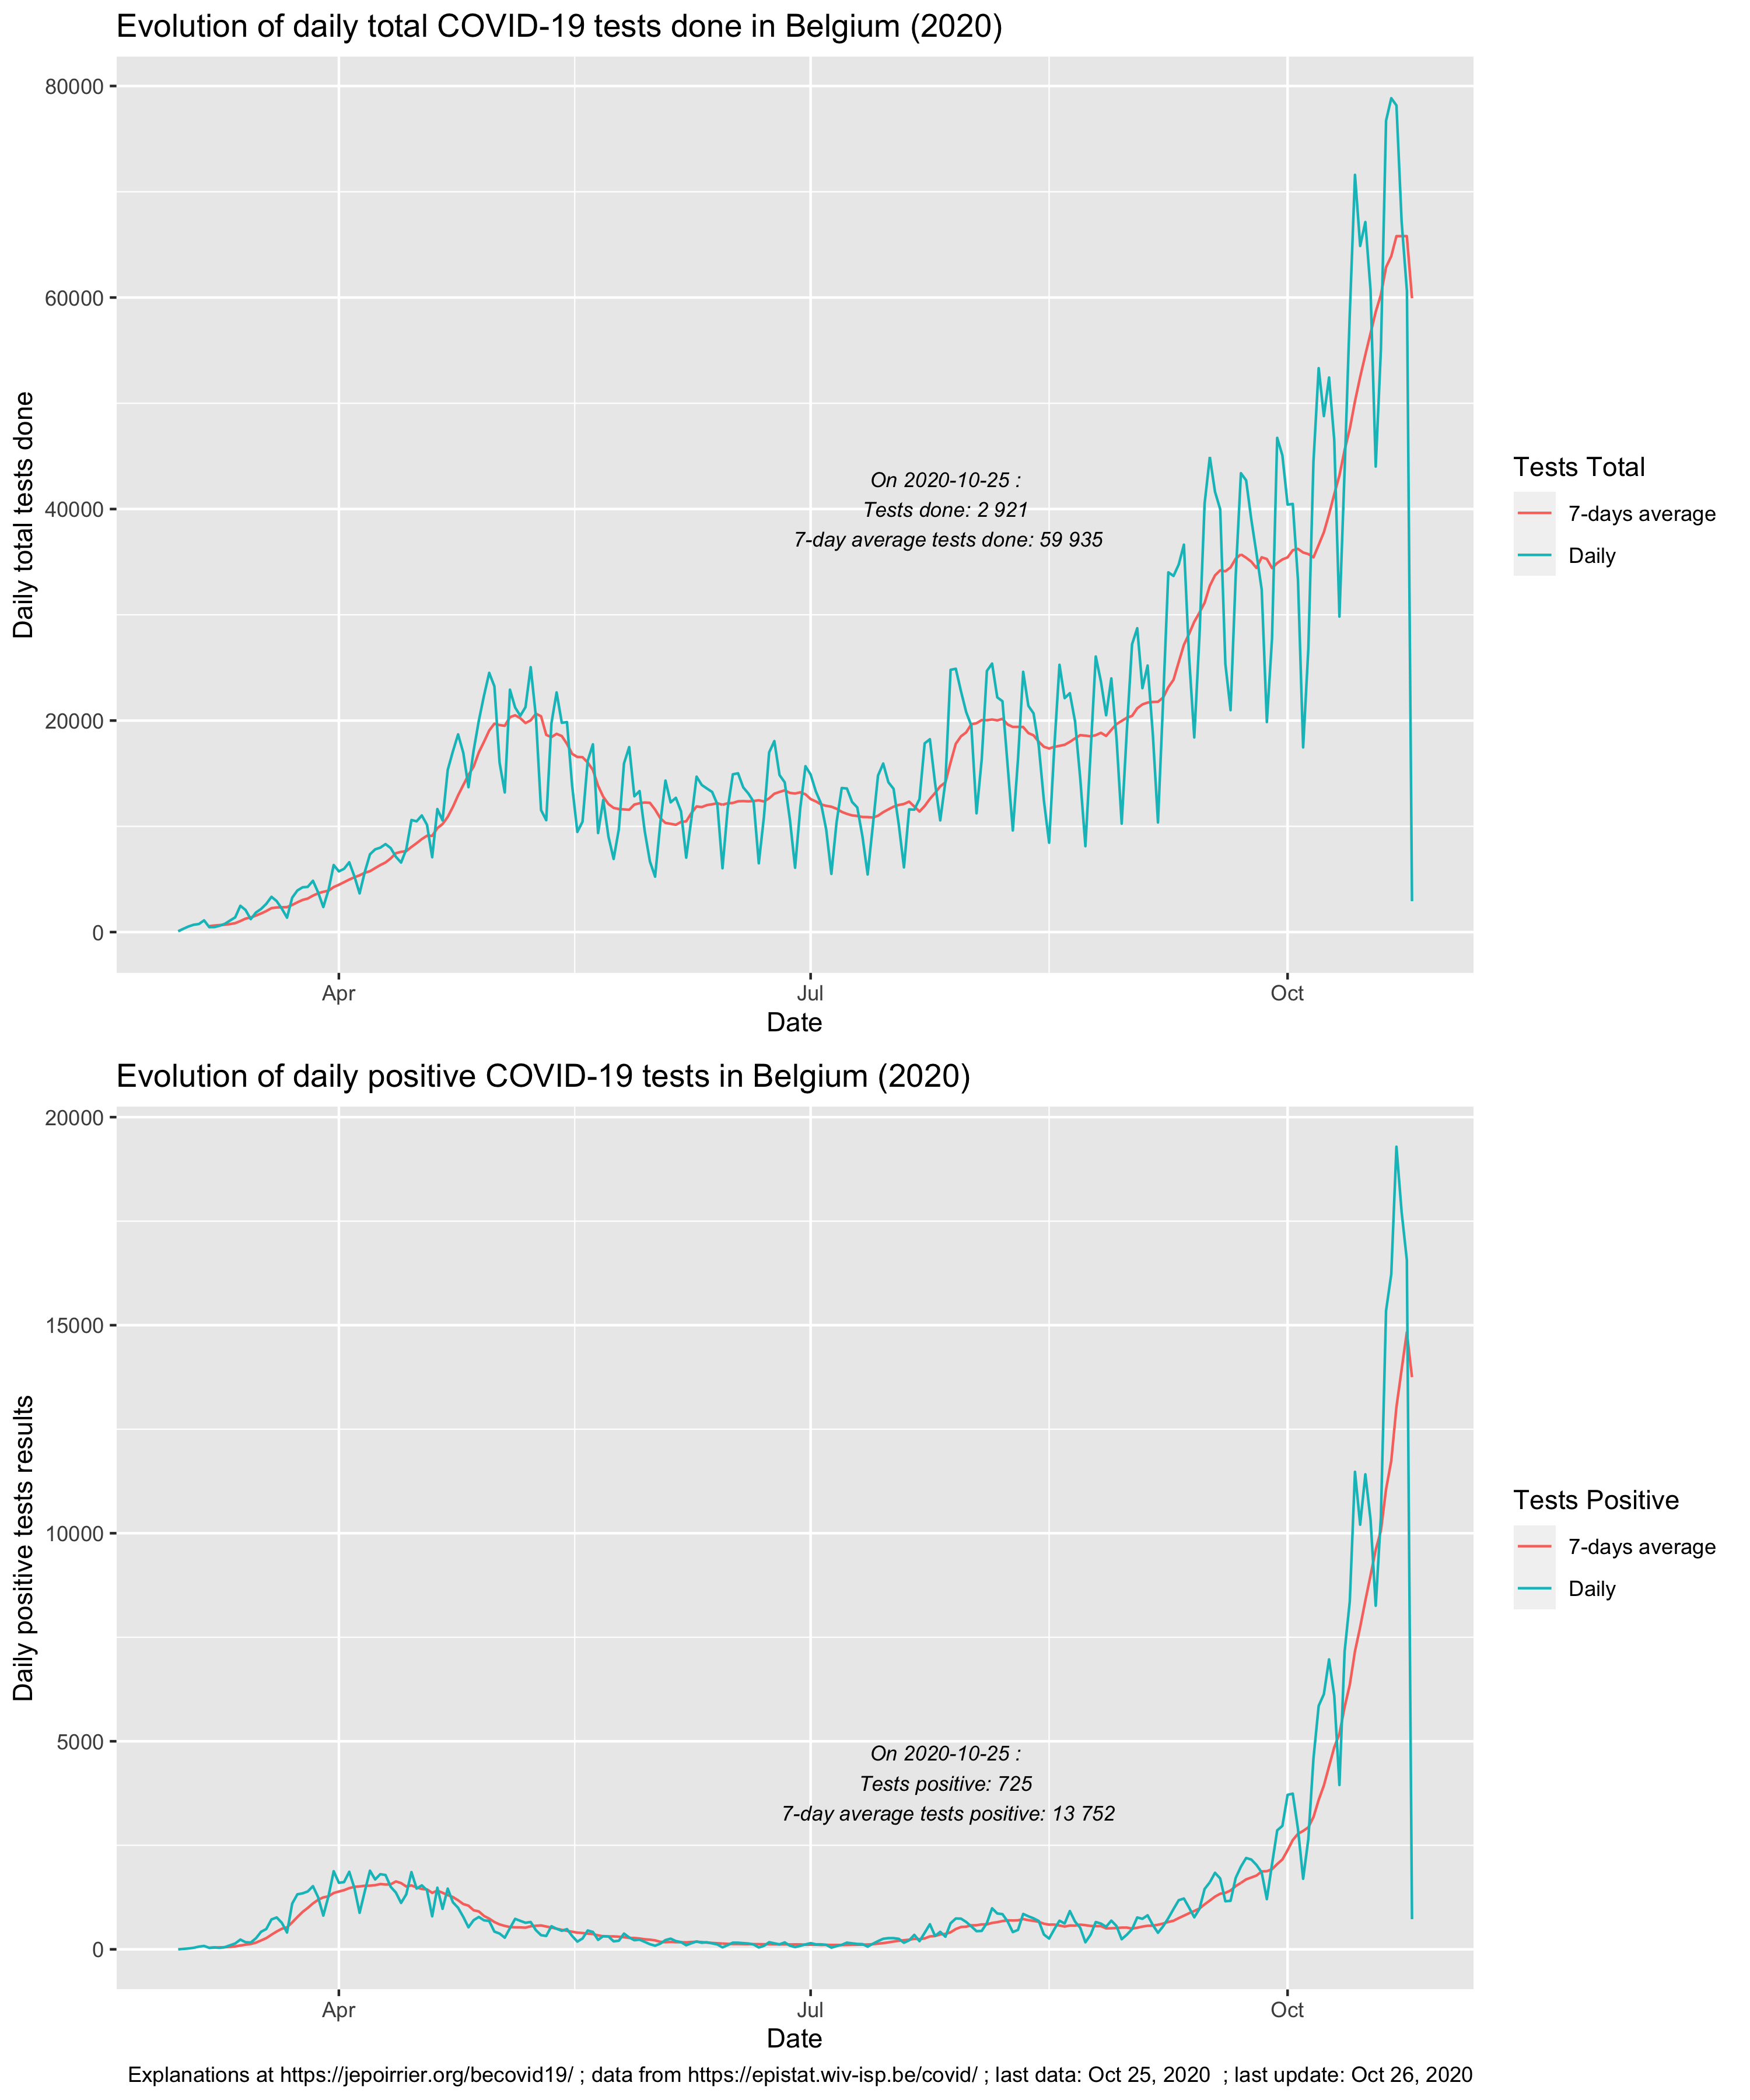 Evolution of daily total COVID-19 tests done in Belgium (2020)
Daily total tests done
80000
60000
40000
20000
0
On 2020-10-25 :
Tests done: 2 921
7-day average tests done: 59 935
Apr
Jul
Oct
Date
Tests Total
7-days average
Daily
Evolution of daily positive COVID-19 tests in Belgium (2020)
Daily positive tests results
20000
15000
10000
5000
0
On 2020-10-25 :
Tests positive: 725
7-day average tests positive: 13 752
Apr
Jul
Oct
Date
Tests Positive
7-days average
Daily
Explanations at https://jepoirrier.org/becovid19/ ; data from https://epistat.wiv-isp.be/covid/ ; last data: Oct 25, 2020 ; last update: Oct 26, 2020